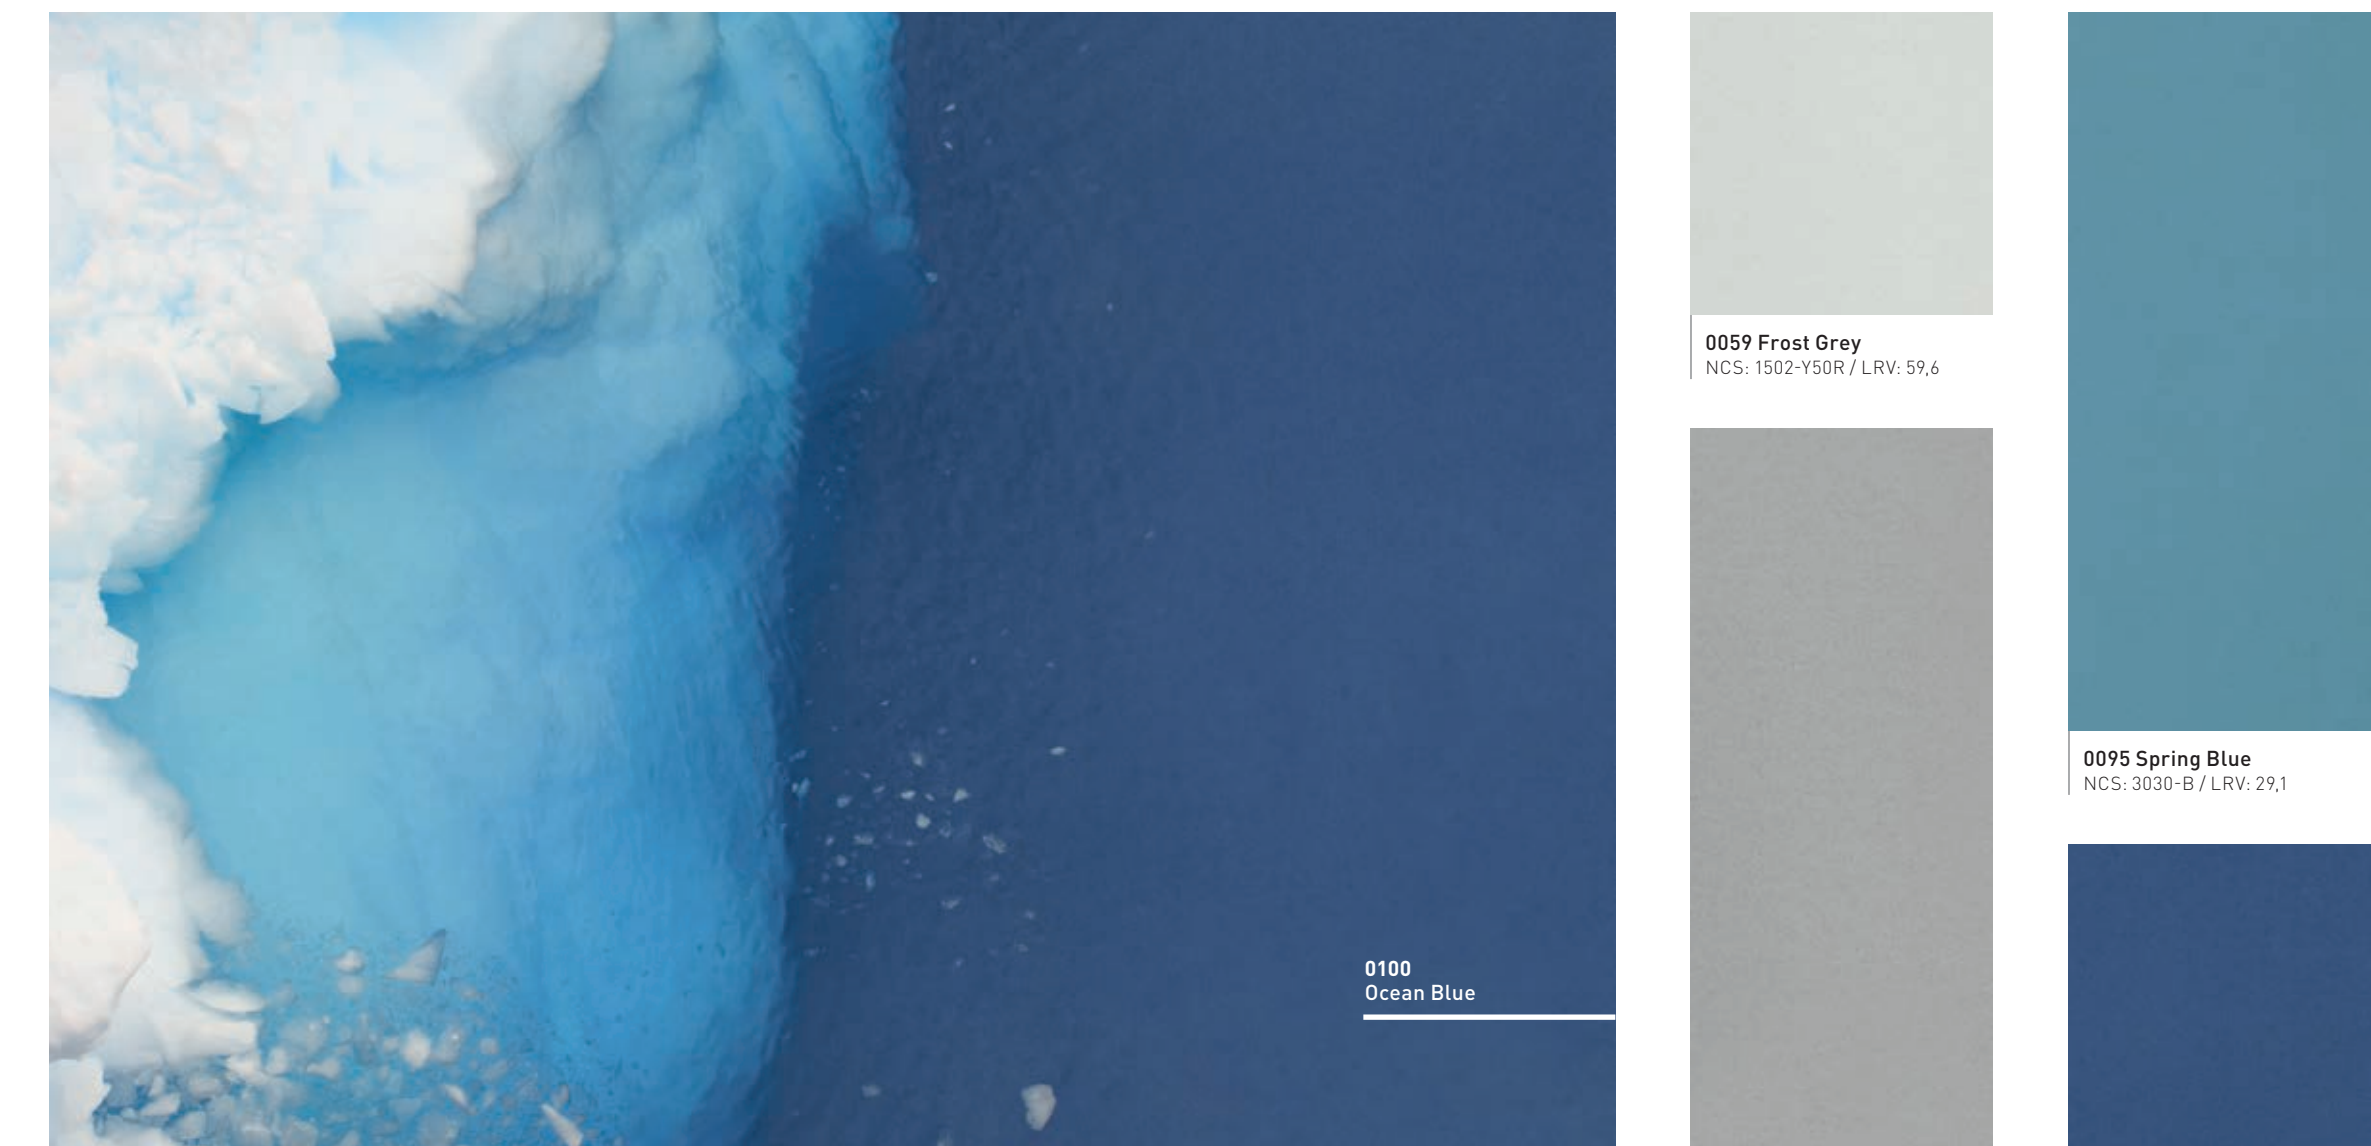 0059 Frost Grey
NCS: 1502-Y50R / LRV: 59,6
0095 Spring Blue
NCS: 3030-B / LRV: 29,1
0100
Ocean Blue